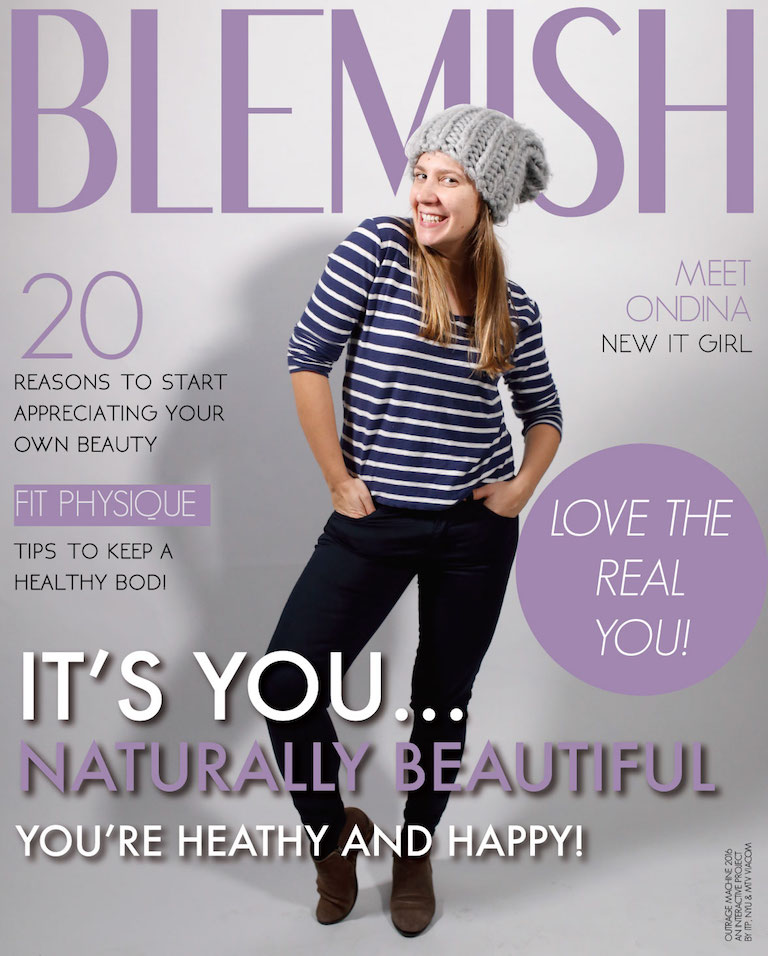 BLEMISH
20
REASONS TO START
APPRECIATING YOUR
OWN BEAUTY
FIT PHYSIQUE
TIPS TO KEEP A
HEALTHY BODI
MEET
ONDINA
NEW IT GIRL
LOVE THE
REAL
YOU!
IT'S YOU...
NATURALLY BEAUTIFUL
YOU'RE HEATHY AND HAPPY!
OUTRAGE MACHINE 2016
AN INTERACTIVE PROJECT
BY ITP, NYU & MTV VIACOM